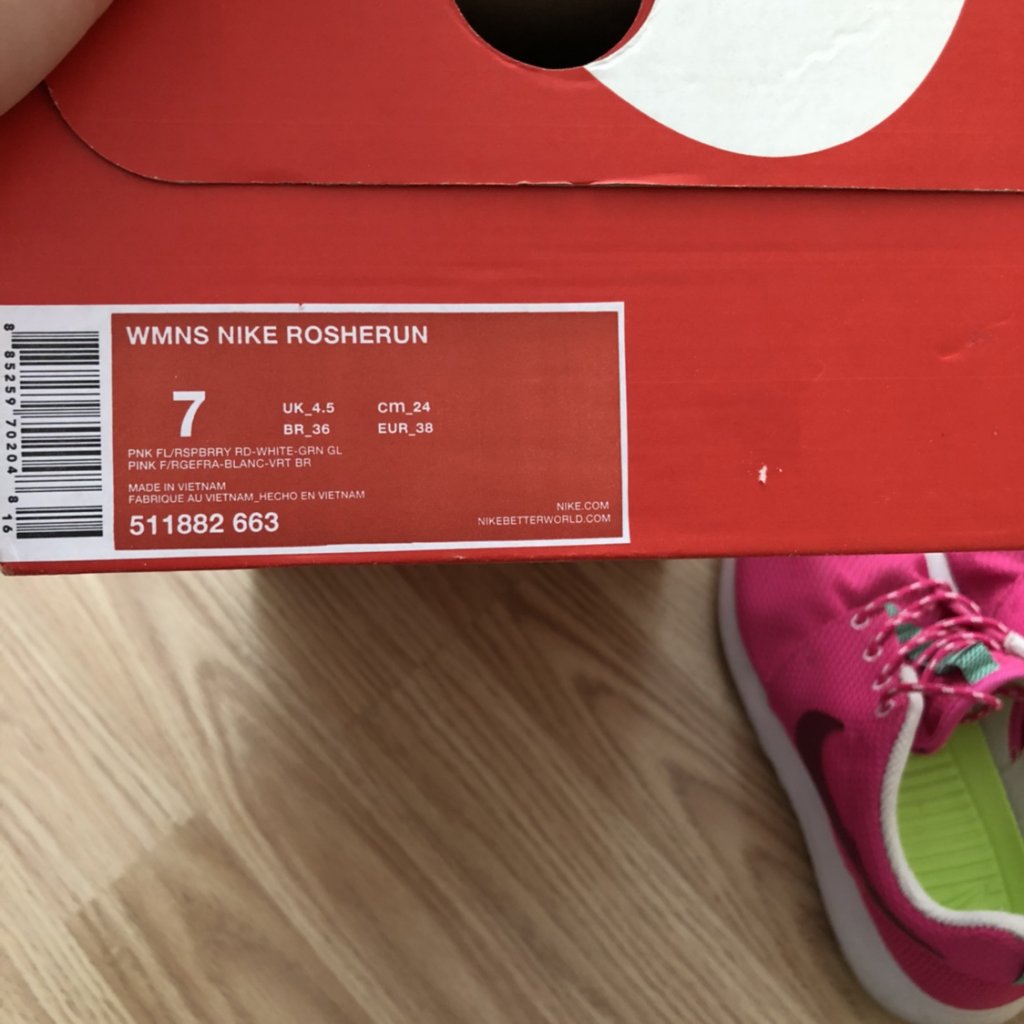 WMNS NIKE ROSHERUN
7
UK_4.5 cm_24
BR_36 EUR_38
PNK FL/RSPBRRY RD-WHITE-GRN GL
PINK F/RGEFRA-BLANC-VRT BR
MADE IN VIETNAM
FABRIQUE AU VIETNAM_HECHO EN VIETNAM
511882 663
NIKE.COM
NIKEBETTERWORLD.COM
8 85259 70204 8 16